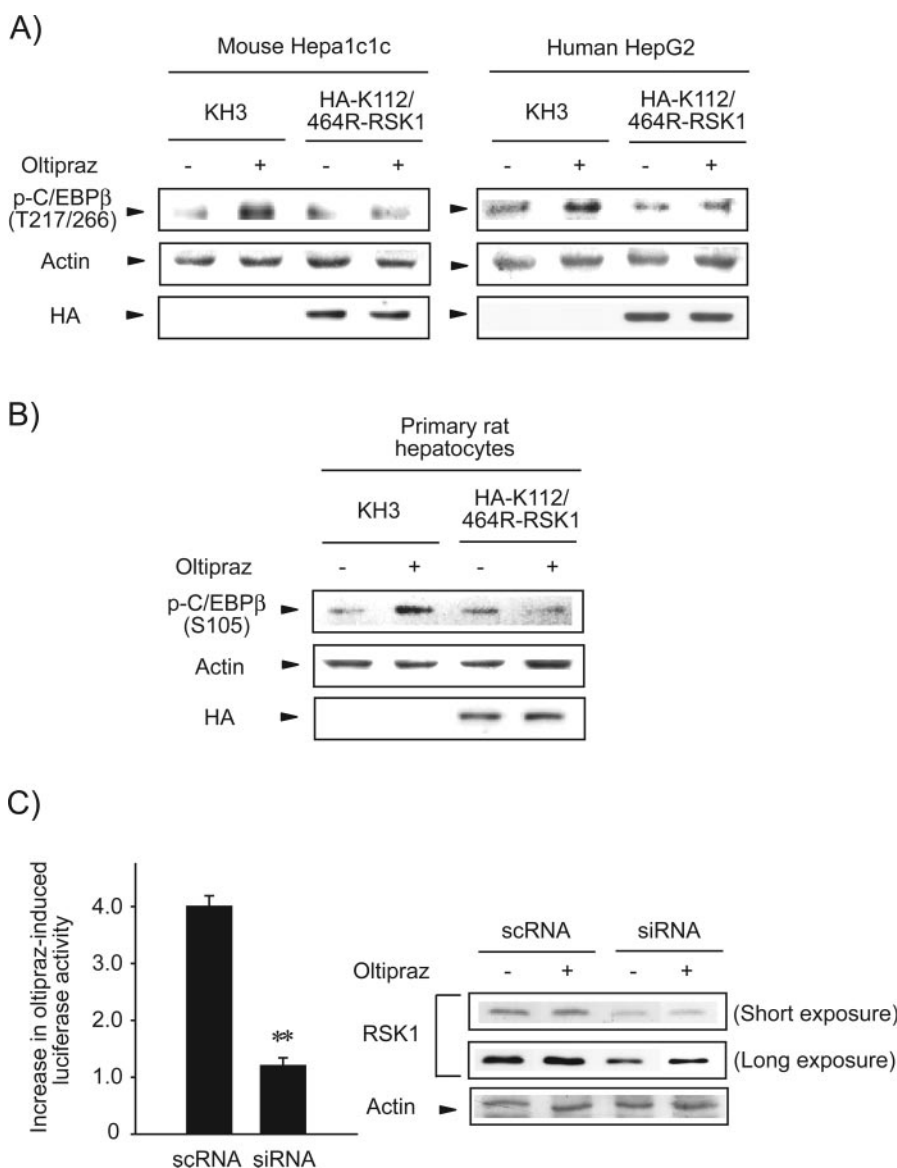 A)
Mouse Hepa1c1c
Human HepG2
KH3
HA-K112/
464R-RSK1
KH3
HA-K112/
464R-RSK1
Oltipraz - + - + - + - +
p-C/EBPβ
(T217/266)
Actin
HA
B)
Primary rat
hepatocytes
KH3
HA-K112/
464R-RSK1
Oltipraz - + - +
p-C/EBPβ
(S105)
Actin
HA
C)
Increase in oltipraz-induced
luciferase activity
4.0
4.0
2.0
1.0
0
**
scRNA siRNA
scRNA siRNA
Oltipraz - + - +
RSK1
(Short exposure)
(Long exposure)
Actin